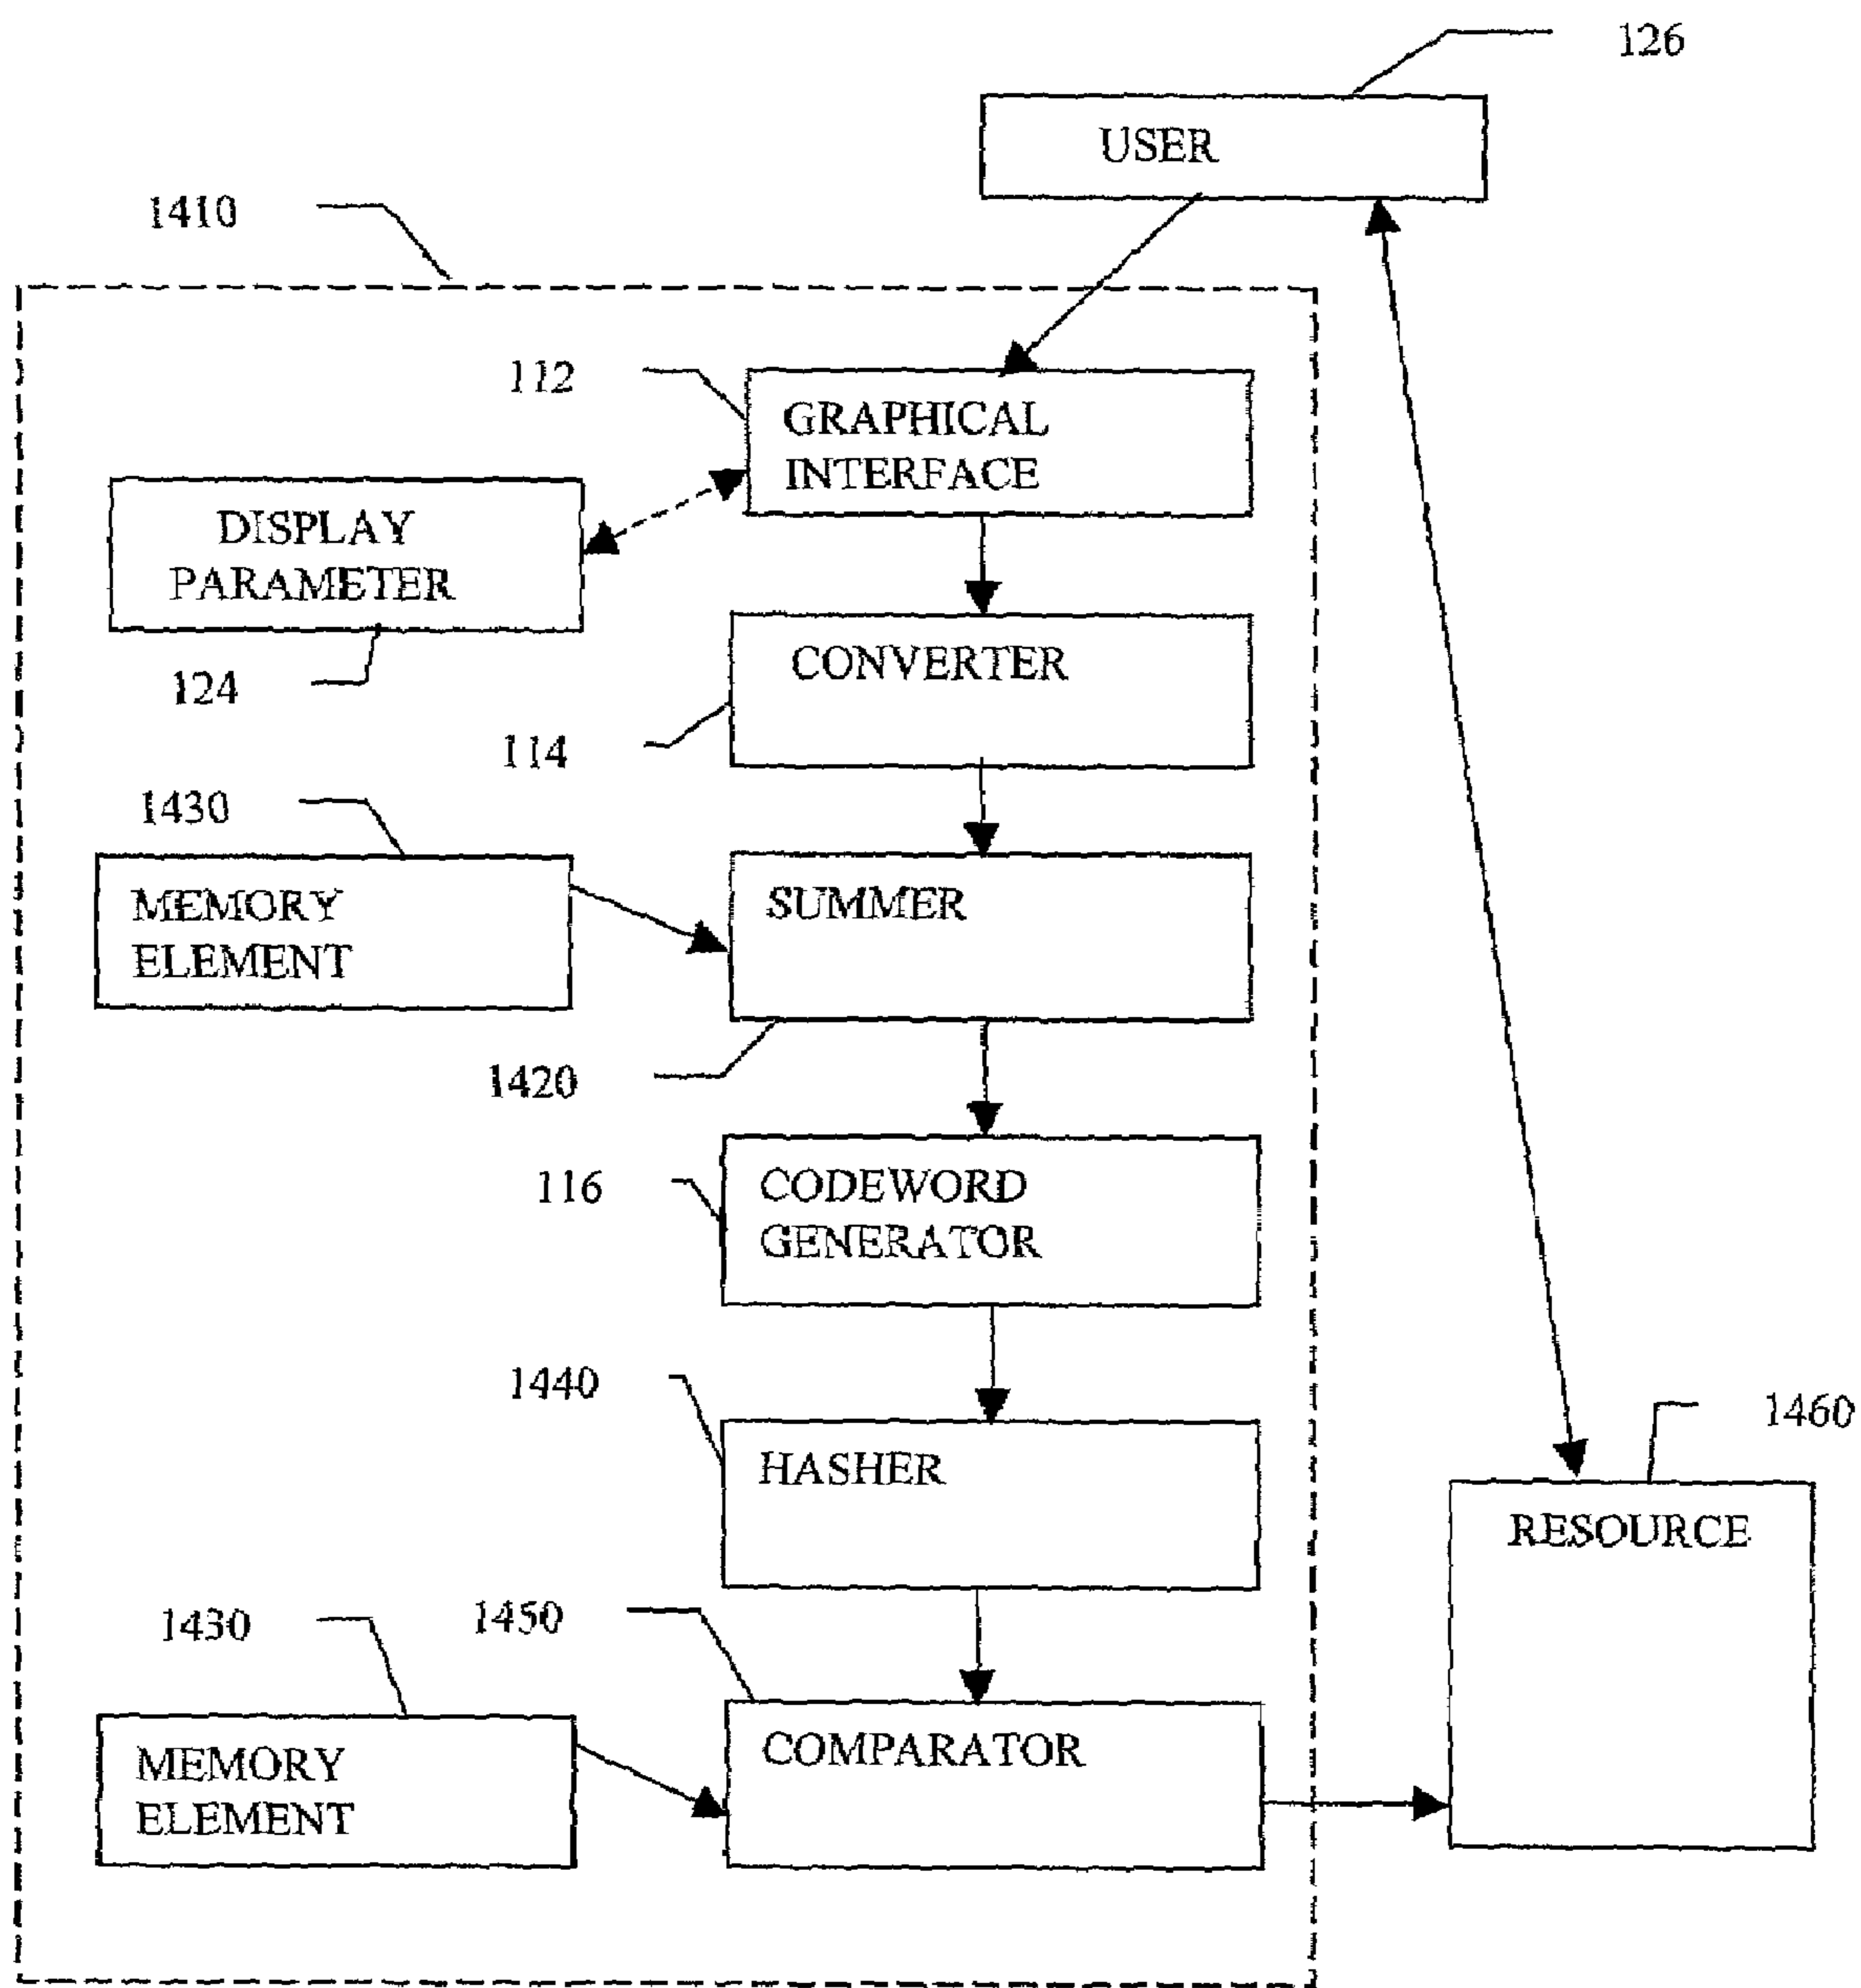 126
USER
1410
112
GRAPHICAL
INTERFACE
DISPLAY
PARAMETER
124
CONVERTER
114
1430
MEMORY
ELEMENT
SUMMER
1420
116
CODEWORD
GENERATOR
1440
HASHER
1460
RESOURCE
1430
1450
MEMORY
ELEMENT
COMPARATOR